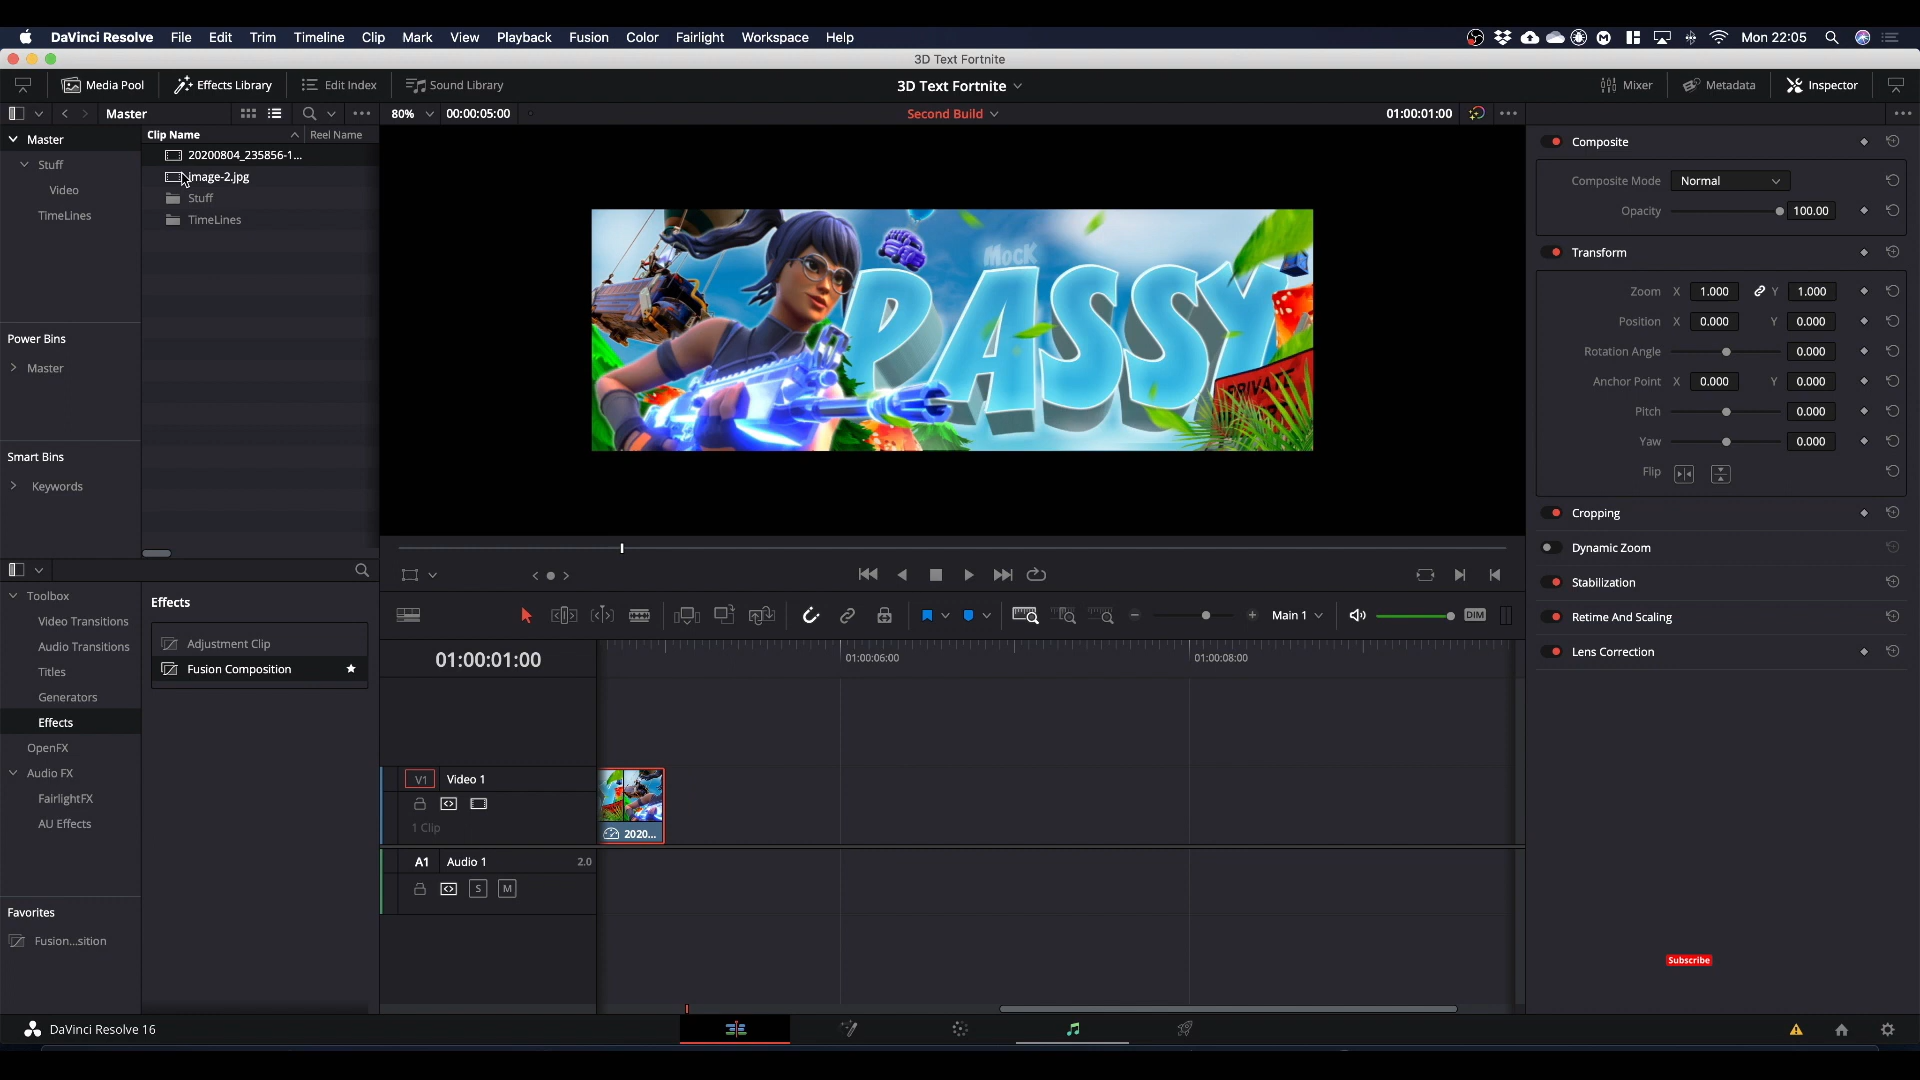 DaVinci Resolve File Edit Trim Timeline Clip Mark View Playback Fusion Color Fairlight Workspace Help Mon 22:05
3D Text Fortnite
Media Pool Effects Library Edit Index Sound Library 3D Text Fortnite Mixer Metadata Inspector
Master 80% 00:00:05:00 Second Build 01:00:01:00
Master
Stuff
Video
TimeLines
Clip Name Reel Name
20200804_235856-1...
image-2.jpg
Stuff
TimeLines
Power Bins
Master
Smart Bins
Keywords
MOCK
PASSY
Composite
Composite Mode Normal
Opacity 100.00
Transform
Zoom X 1.000 Y 1.000
Position X 0.000 Y 0.000
Rotation Angle 0.000
Anchor Point X 0.000 Y 0.000
Pitch 0.000
Yaw 0.000
Flip
Cropping
Dynamic Zoom
Stabilization
Retime And Scaling
Lens Correction
Toolbox
Video Transitions
Audio Transitions
Titles
Generators
Effects
OpenFX
Audio FX
FairlightFX
AU Effects
Favorites
Fusion...sition
Effects
Adjustment Clip
Fusion Composition
Main 1 DIM
01:00:01:00 01:00:06:00 01:00:08:00
V1 Video 1
1 Clip
2020...
A1 Audio 1 2.0
S M
Subscribe
DaVinci Resolve 16